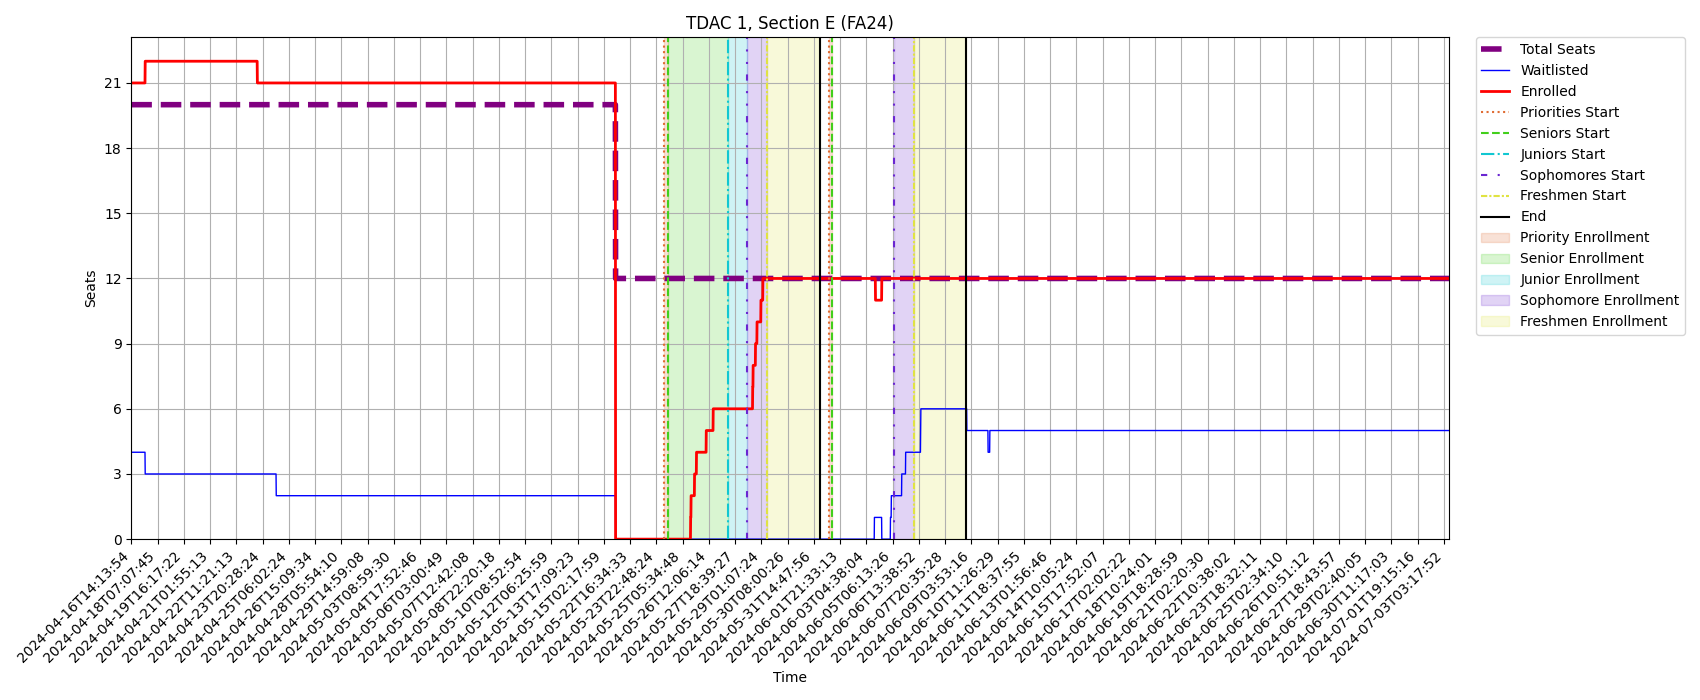 TDAC 1, Section E (FA24)
Total Seats
Waitlisted
Enrolled
Priorities Start
Seniors Start
Juniors Start
Sophomores Start
Freshmen Start
End
Priority Enrollment
Senior Enrollment
Junior Enrollment
Sophomore Enrollment
Freshmen Enrollment
Seats
21
18
15
12
9
6
3
0
2024-04-16T14:13:54
2024-04-18T07:07:45
2024-04-19T16:17:22
2024-04-21T01:55:13
2024-04-22T11:21:13
2024-04-23T20:28:24
2024-04-25T06:02:24
2024-04-26T15:09:34
2024-04-28T05:54:10
2024-04-29T14:59:08
2024-05-03T08:59:30
2024-05-04T17:52:46
2024-05-06T03:00:49
2024-05-07T12:42:08
2024-05-08T22:20:18
2024-05-10T08:52:54
2024-05-12T06:25:59
2024-05-13T17:09:23
2024-05-15T02:17:59
2024-05-22T16:34:33
2024-05-23T22:48:24
2024-05-25T05:34:48
2024-05-26T12:06:14
2024-05-27T18:39:27
2024-05-29T01:07:24
2024-05-30T08:00:26
2024-05-31T14:47:56
2024-06-01T21:33:13
2024-06-03T04:38:04
2024-06-05T06:13:26
2024-06-06T13:38:52
2024-06-07T20:35:28
2024-06-09T03:53:16
2024-06-10T11:26:29
2024-06-11T18:37:55
2024-06-13T01:56:46
2024-06-14T10:05:24
2024-06-15T17:52:07
2024-06-17T02:02:22
2024-06-18T10:24:01
2024-06-19T18:28:59
2024-06-21T02:20:30
2024-06-22T10:38:02
2024-06-23T18:32:11
2024-06-25T02:34:10
2024-06-26T10:51:12
2024-06-27T18:43:57
2024-06-29T02:40:05
2024-06-30T11:17:03
2024-07-01T19:15:16
2024-07-03T03:17:52
Time